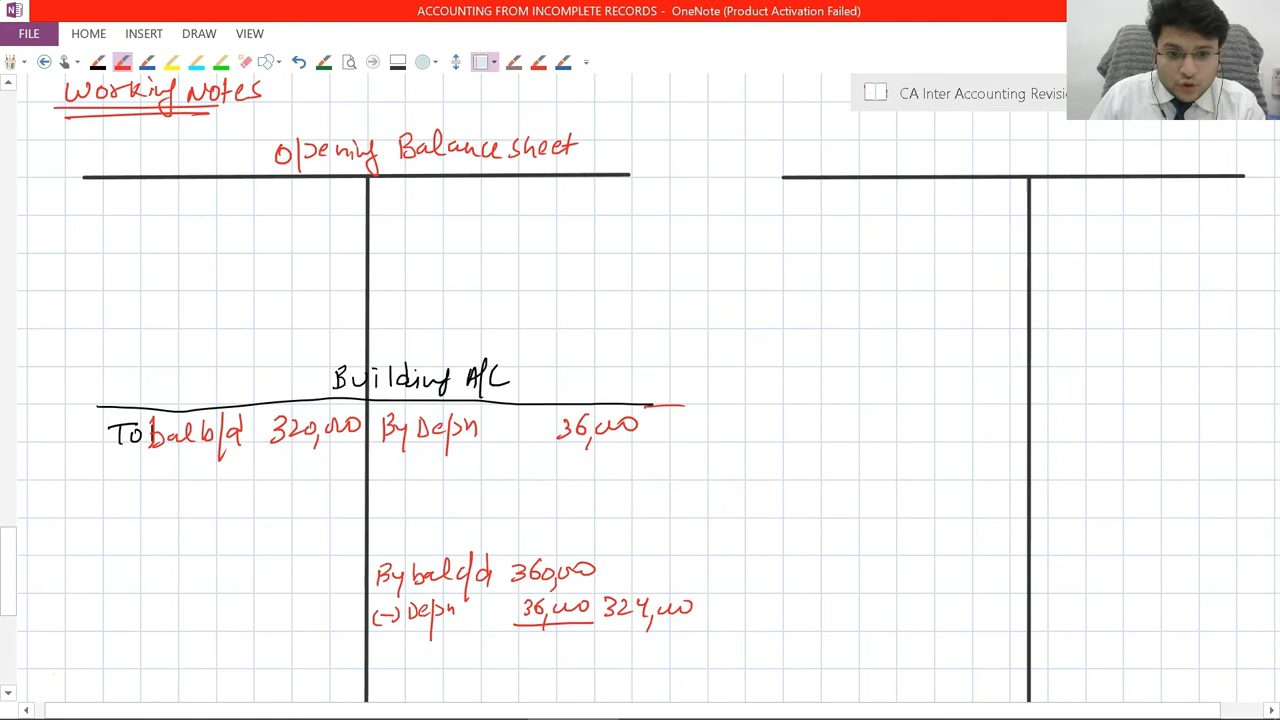 ACCOUNTING FROM INCOMPLETE RECORDS - OneNote (Product Activation Failed)
FILE HOME INSERT DRAW VIEW
CA Inter Accounting Revisi
Working Notes
Opening Balance sheet
Building A/C
To bal b/d 320,000 By Depn 36,000
By bal c/d 360,000
(-) Depn 36,000 324,000